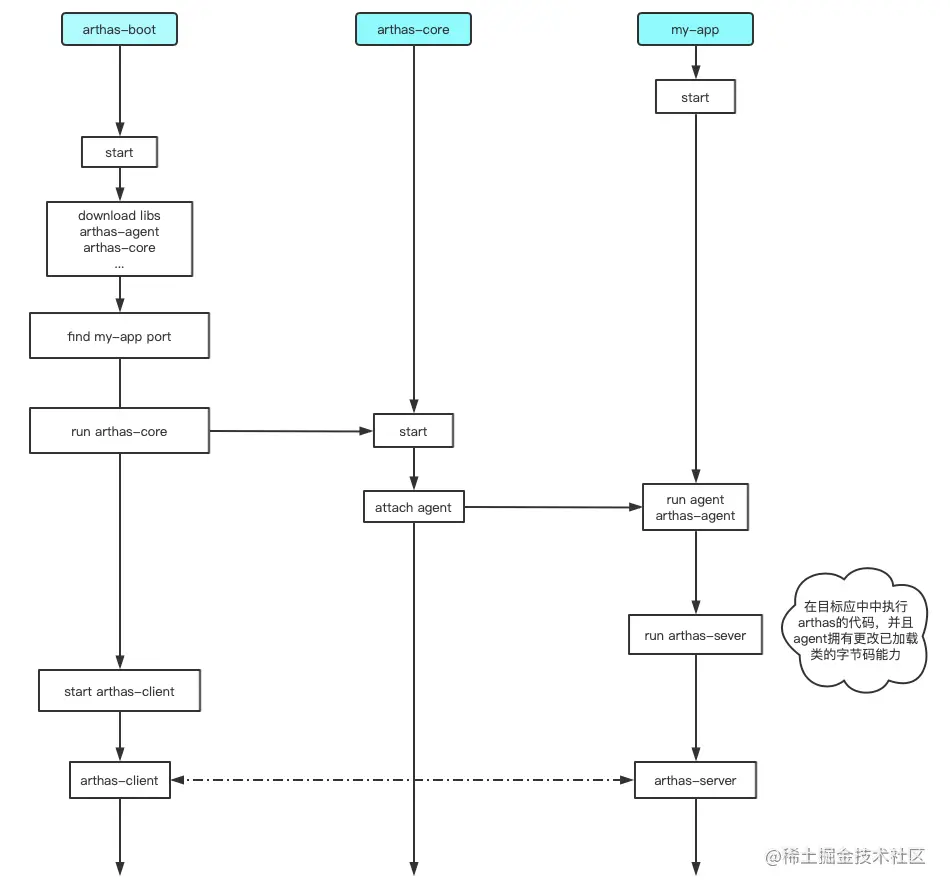 arthas-boot
arthas-core
my-app
start
start
download libs
arthas-agent
arthas-core
...
find my-app port
run arthas-core
start
attach agent
run agent
arthas-agent
run arthas-sever
在目标应中中执行
arthas的代码，并且
agent拥有更改已加载
类的字节码能力
start arthas-client
arthas-client
arthas-server
@稀土掘金技术社区